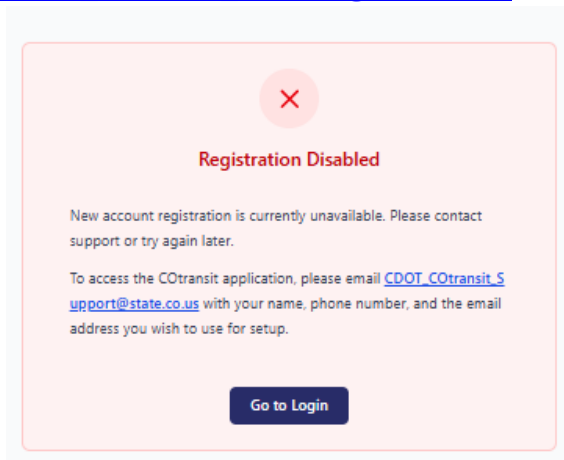 Registration Disabled
New account registration is currently unavailable. Please contact
support or try again later.
To access the COtransit application, please email CDOT_COtransit_S
upport@state.co.us with your name, phone number, and the email
address you wish to use for setup.
Go to Login